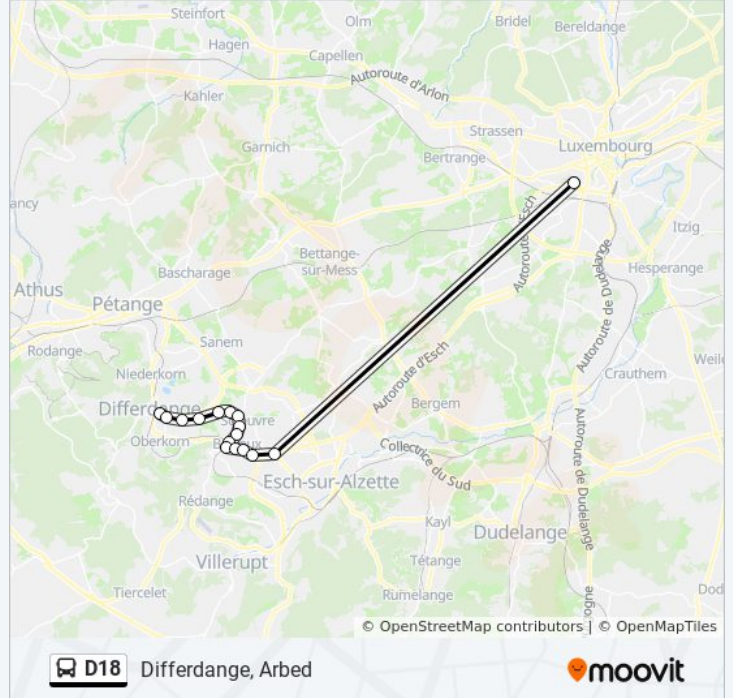 Steinfort
Olm
Bridel
Bereldange
Hagen
Capellen
Autoroute d'Arlon
Kahler
Strassen
Garnich
Luxembourg
Bertrange
ancy
Autoroute d'Esch
Itzig
Bettange-
sur-Mess
Bascharage
Hesperange
Athus
Autoroute de Dudelange
Pétange
Sanem
Rodange
Weile
Niederkorn
Autoroute d'Esch
Crauthem
Differdange
Bergem
Oberkorn
Collectrice du Sud
Autoroute de Dudelange
Esch-sur-Alzette
Rédange
Kayl
Dudelange
Villerupt
Tétange
Tiercelet
Rumelange
Dod
© OpenStreetMap contributors | © OpenMapTiles
D18 Differdange, Arbed moovit